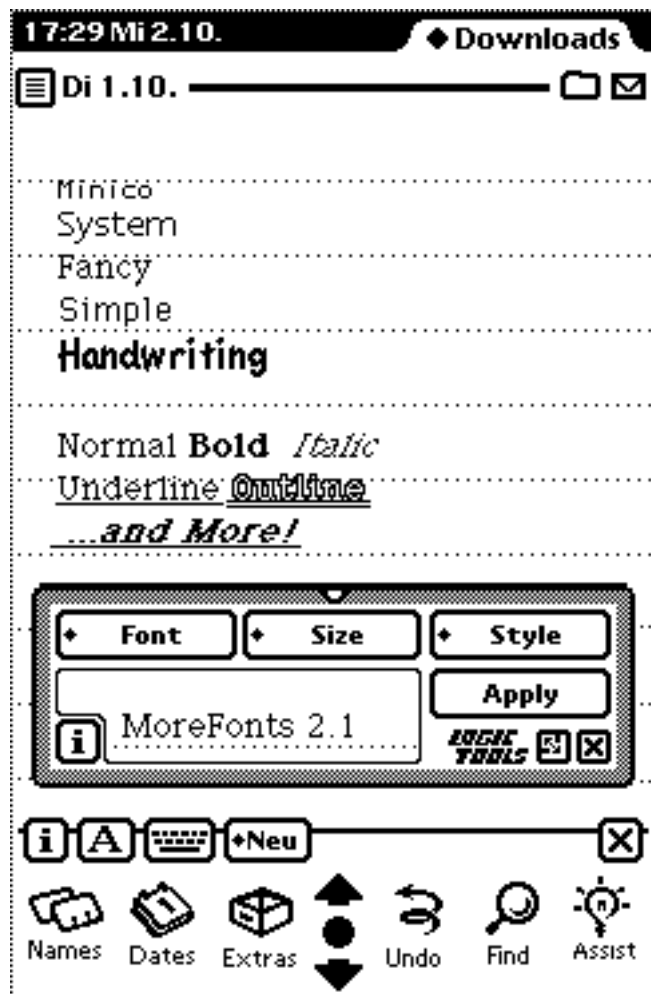 17:29 Mi 2.10. ◆Downloads
Di 1.10.
Minico
System
Fancy
Simple
Handwriting
Normal Bold Italic
Underline Outline
...and More!
Font Size Style
MoreFonts 2.1 Apply
i LOGIC TOOLS
i A Neu
Names Dates Extras Undo Find Assist